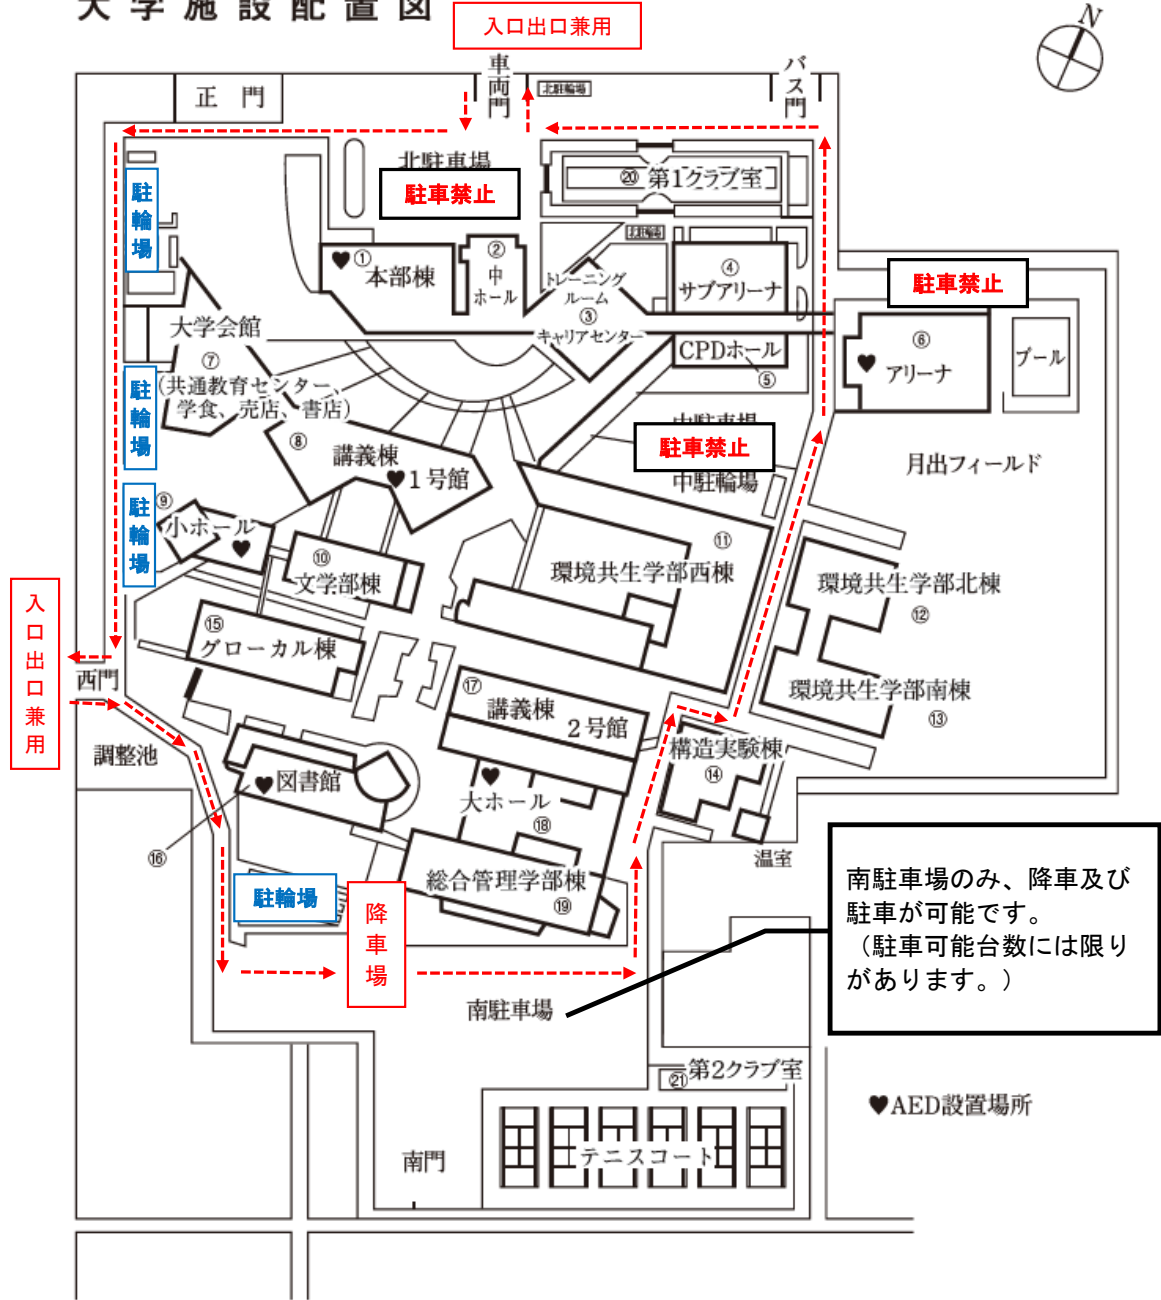 大学施設配置図
入口出口兼用
N
正門
車両門
北駐輪場
バス門
北駐車場
駐車禁止
⑳ 第1クラブ室
北駐輪場
駐輪場
♥① 本部棟
② 中ホール
トレーニングルーム
③
キャリアセンター
④
サブアリーナ
駐車禁止
CPDホール
⑤
⑥
アリーナ
プール
大学会館
⑦
(共通教育センター、
学食、売店、書店)
駐輪場
⑧
講義棟
1号館
中駐車場
駐車禁止
中駐輪場
月出フィールド
駐輪場
⑨
小ホール
⑩
文学部棟
⑪
環境共生学部西棟
環境共生学部北棟
⑫
入口出口兼用
⑮
グローカル棟
西門
⑰
講義棟
2号館
環境共生学部南棟
⑬
調整池
構造実験棟
⑭
図書館
大ホール
⑱
⑯
温室
総合管理学部棟
⑲
駐輪場
降車場
南駐車場のみ、降車及び
駐車が可能です。
(駐車可能台数には限り
があります。)
南駐車場
㉑
第2クラブ室
♥AED設置場所
南門
テニスコート